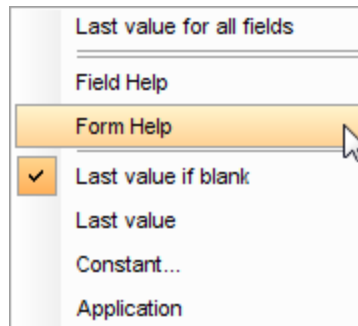 Last value for all fields
Field Help
Form Help
Last value if blank
Last value
Constant...
Application